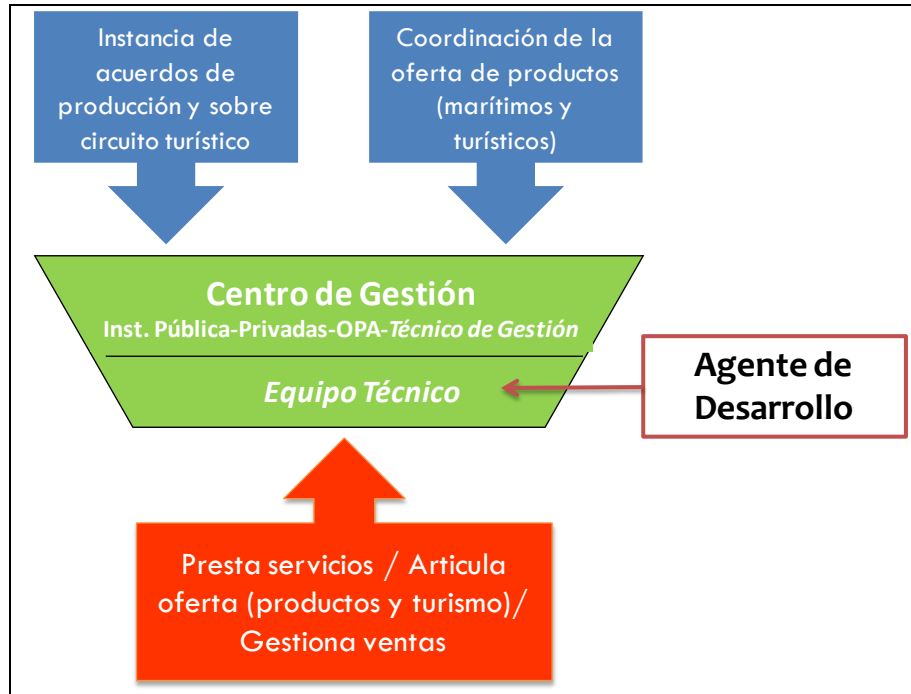 Instancia de
acuerdos de
producción y sobre
circuito turístico
Coordinación de la
oferta de productos
(marítimos y
turísticos)
Centro de Gestión
Inst. Pública-Privadas-OPA-Técnico de Gestión
Equipo Técnico
Agente de
Desarrollo
Presta servicios / Articula
oferta (productos y turismo)/
Gestiona ventas